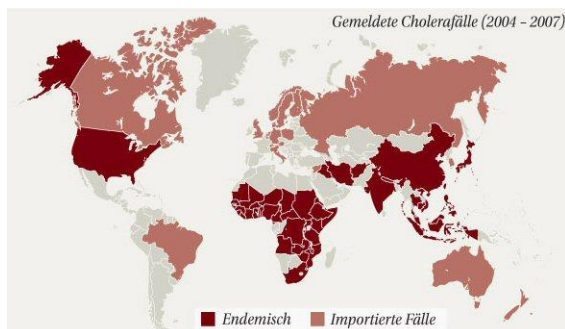 Gemeldete Cholerafälle (2004 – 2007)
Endemisch
Importierte Fälle